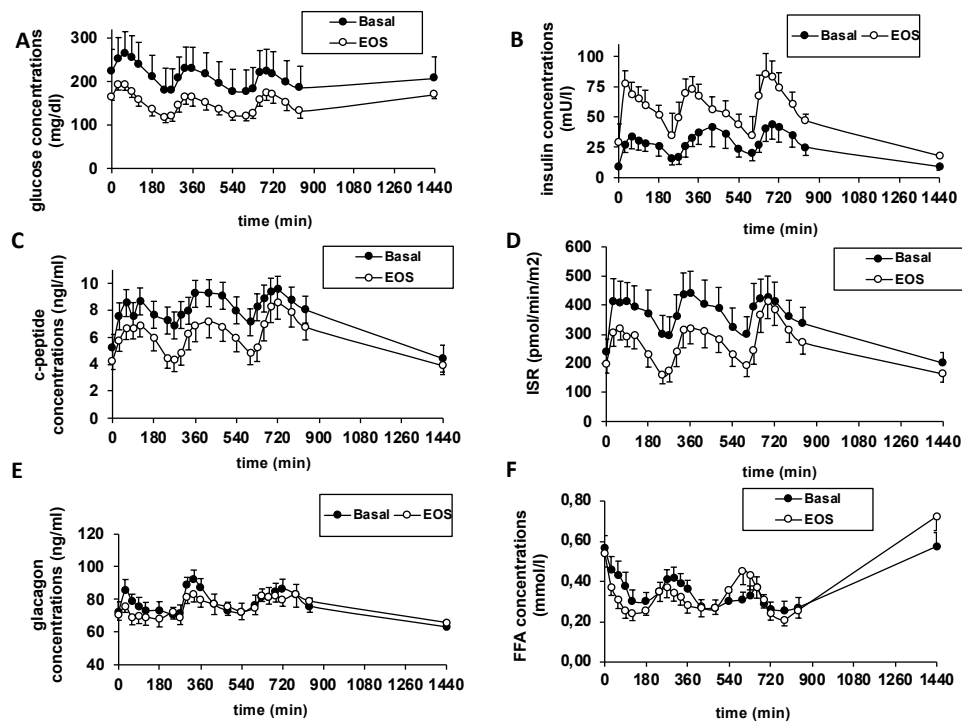 A
Basal
EOS
glucose concentrations
(mg/dl)
300
200
100
0
0 180 360 540 720 900 1080 1260 1440
time (min)
B
Basal EOS
insulin concentrations
(mU/l)
100
75
50
25
0
0 180 360 540 720 900 1080 1260 1440
time (min)
C
Basal
EOS
c-peptide
concentrations (ngl/ml)
10
8
6
4
2
0
0 180 360 540 720 900 1080 1260 1440
time (min)
D
Basal
EOS
ISR (pmol/min/m2)
600
500
400
300
200
100
0
0 180 360 540 720 900 1080 1260 1440
time (min)
E
Basal EOS
glacagon
concentrations (ng/ml)
120
100
80
60
40
0 180 360 540 720 900 1080 1260 1440
time (min)
F
Basal
EOS
FFA concentrations
(mmol/l)
0,80
0,60
0,40
0,20
0,00
0 180 360 540 720 900 1080 1260 1440
time (min)